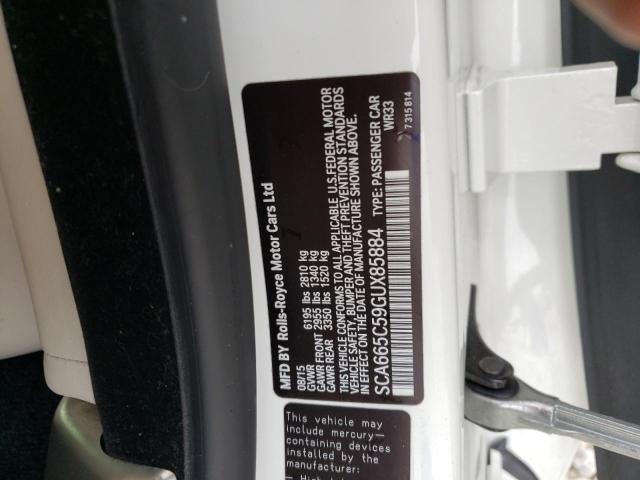 MFD BY Rolls-Royce Motor Cars Ltd
08/15
GVWR 6195 lbs 2810 kg
GAWR FRONT 2955 lbs 1340 kg
GAWR REAR 3350 lbs 1520 kg
THIS VEHICLE CONFORMS TO ALL APPLICABLE U.S.FEDERAL MOTOR
VEHICLE SAFETY, BUMPER AND THEFT PREVENTION STANDARDS
IN EFFECT ON THE DATE OF MANUFACTURE SHOWN ABOVE.
SCA665C59GUX85884 TYPE: PASSENGER CAR
WR33
7 315 814
This vehicle may
include mercury-
containing devices
installed by the
manufacturer: